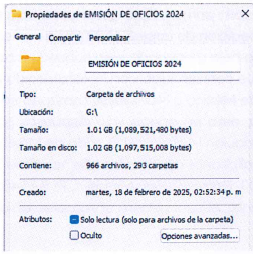 Propiedades de EMISIÓN DE OFICIOS 2024
General Compartir Personalizar
EMISIÓN DE OFICIOS 2024
Tipo: Carpeta de archivos
Ubicación: G:\
Tamaño: 1.01 GB (1,089,521,480 bytes)
Tamaño en disco: 1.02 GB (1,097,515,008 bytes)
Contiene: 966 archivos, 293 carpetas
Creado: martes, 18 de febrero de 2025, 02:52:34 p. m
Atributos: Solo lectura (solo para archivos de la carpeta)
Oculto Opciones avanzadas...